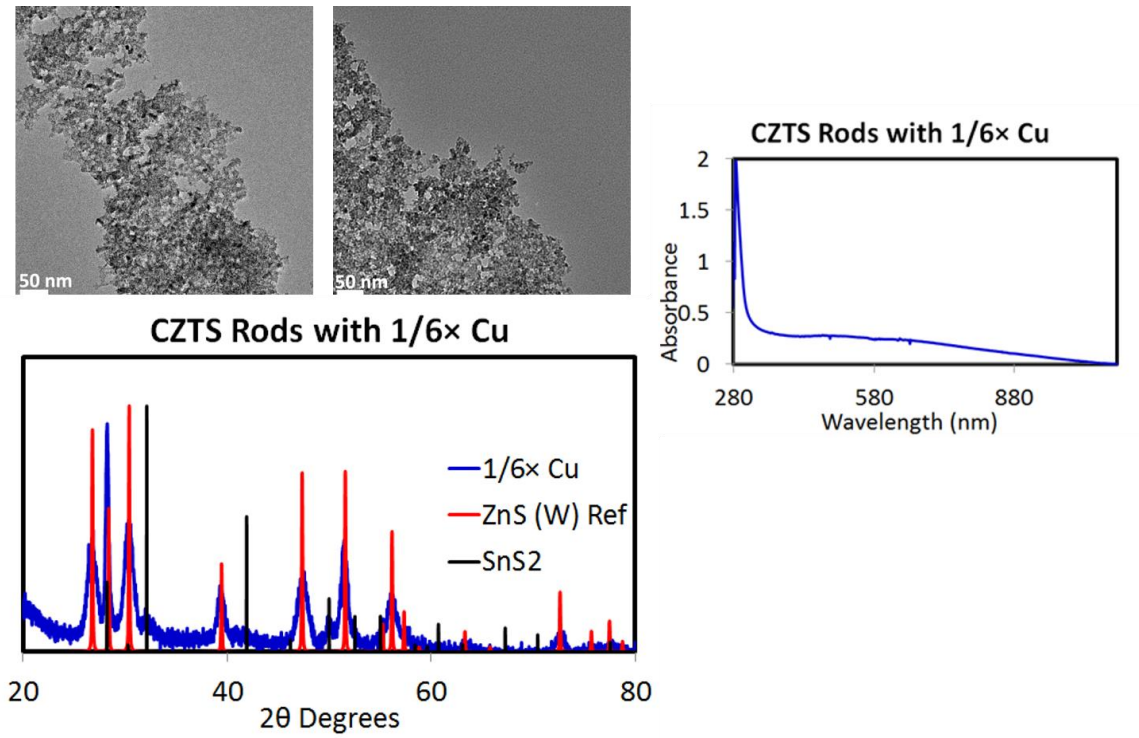 50 nm
50 nm
CZTS Rods with 1/6× Cu
2
1.5
1
0.5
0
Absorbance
280
580
880
Wavelength (nm)
CZTS Rods with 1/6× Cu
1/6× Cu
ZnS (W) Ref
SnS2
20
40
60
80
2θ Degrees